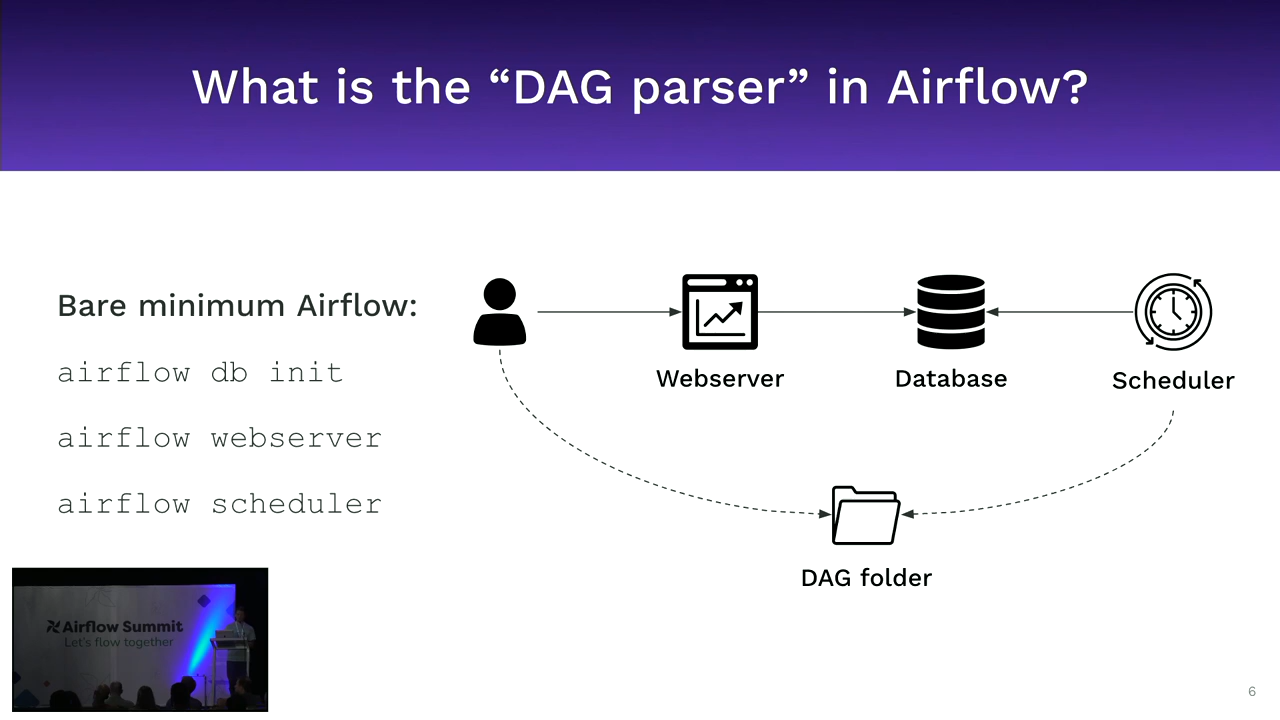 What is the “DAG parser” in Airflow?
Bare minimum Airflow:
airflow db init
airflow webserver
airflow scheduler
Webserver
Database
Scheduler
DAG folder
Airflow Summit
Let's flow together
6